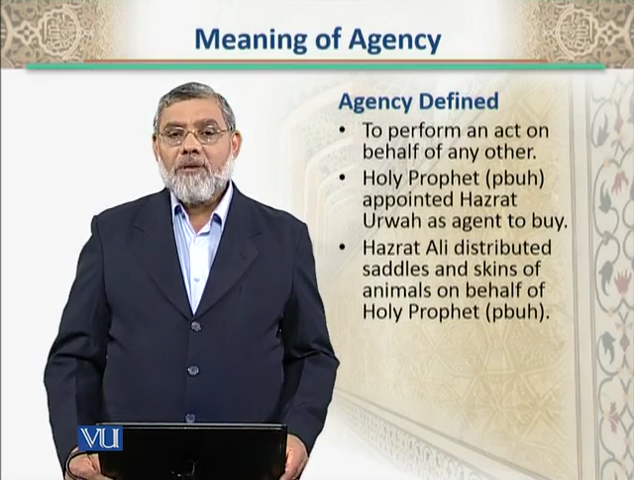 Meaning of Agency
Agency Defined
• To perform an act on
behalf of any other.
• Holy Prophet (pbuh)
appointed Hazrat
Urwah as agent to buy.
• Hazrat Ali distributed
saddles and skins of
animals on behalf of
Holy Prophet (pbuh).
VU